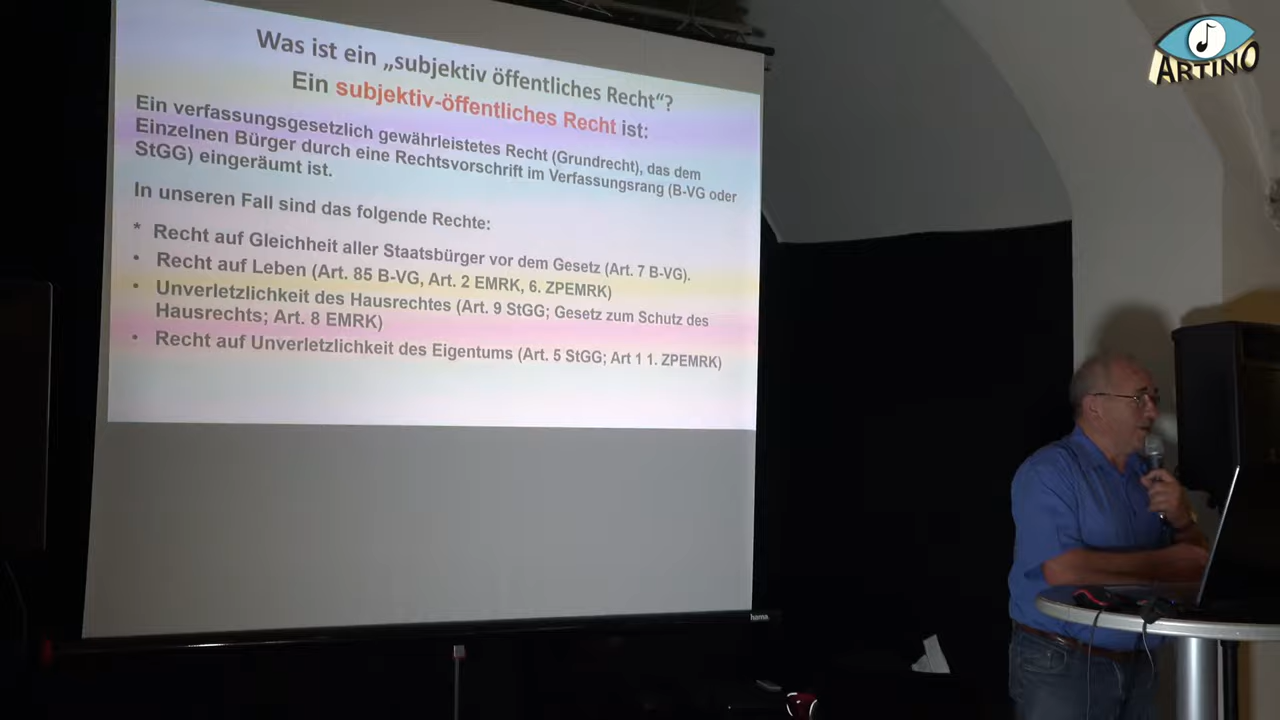 Was ist ein „subjektiv öffentliches Recht“?
Ein subjektiv-öffentliches Recht ist:
Ein verfassungsgesetzlich gewährleistetes Recht (Grundrecht), das dem
Einzelnen Bürger durch eine Rechtsvorschrift im Verfassungsrang (B-VG oder
StGG) eingeräumt ist.
In unseren Fall sind das folgende Rechte:
* Recht auf Gleichheit aller Staatsbürger vor dem Gesetz (Art. 7 B-VG).
• Recht auf Leben (Art. 85 B-VG, Art. 2 EMRK, 6. ZPEMRK)
• Unverletzlichkeit des Hausrechtes (Art. 9 StGG; Gesetz zum Schutz des
Hausrechts; Art. 8 EMRK)
• Recht auf Unverletzlichkeit des Eigentums (Art. 5 StGG; Art 1 1. ZPEMRK)
hama
ARTINO